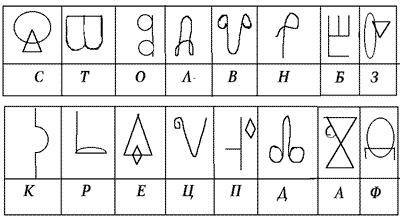 С Т О Л В Н Б З
К Р Е Ц П Д А Ф